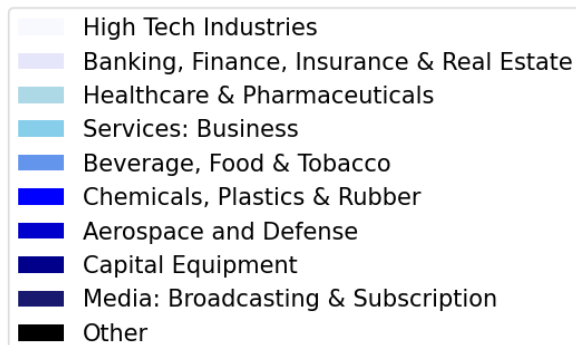 High Tech Industries
Banking, Finance, Insurance & Real Estate
Healthcare & Pharmaceuticals
Services: Business
Beverage, Food & Tobacco
Chemicals, Plastics & Rubber
Aerospace and Defense
Capital Equipment
Media: Broadcasting & Subscription
Other